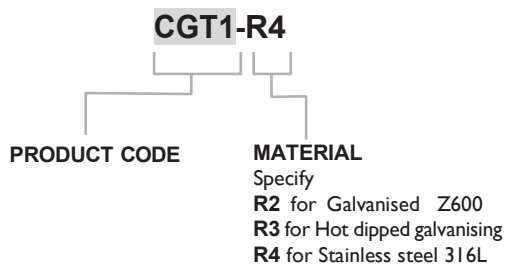 CGT1-R4
PRODUCT CODE
MATERIAL
Specify
R2 for Galvanised Z600
R3 for Hot dipped galvanising
R4 for Stainless steel 316L